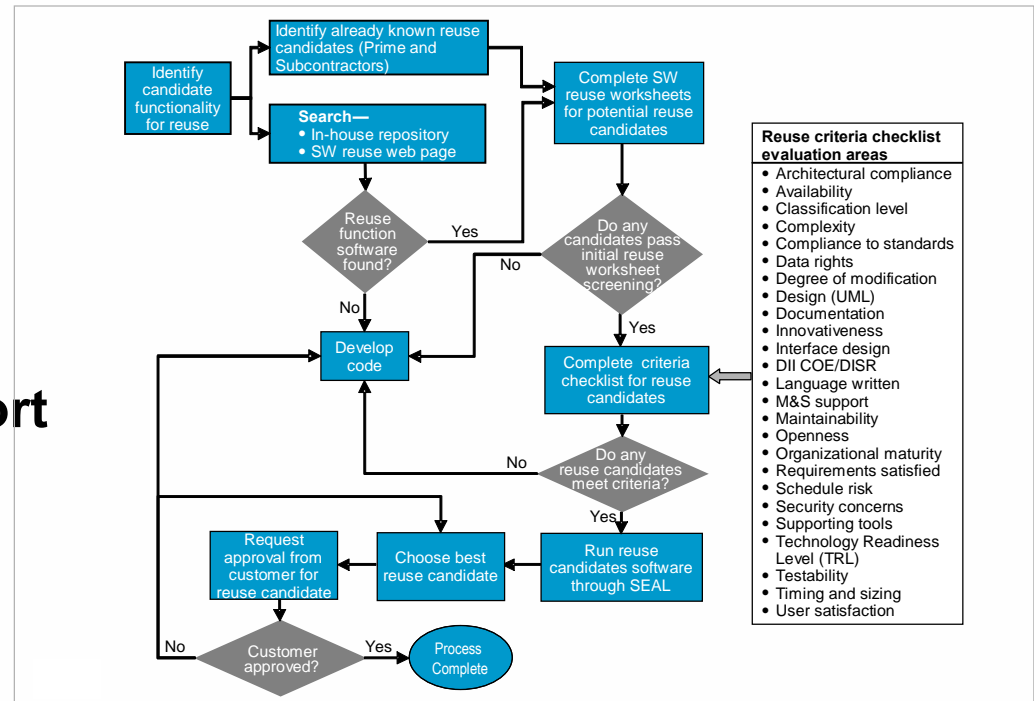 Identify already known reuse
candidates (Prime and
Subcontractors)
Identify
candidate
functionality
for reuse
Search—
• In-house repository
• SW reuse web page
Complete SW
reuse worksheets
for potential reuse
candidates
Reuse
function
software
found?
Yes
No
Do any
candidates pass
initial reuse
worksheet
screening?
No
Yes
Develop
code
Complete criteria
checklist for reuse
candidates
Do any
reuse candidates
meet criteria?
No
Yes
Run reuse
candidates software
through SEAL
Choose best
reuse candidate
Request
approval from
customer for
reuse candidate
Customer
approved?
No
Yes
Process
Complete
Reuse criteria checklist
evaluation areas
• Architectural compliance
• Availability
• Classification level
• Complexity
• Compliance to standards
• Data rights
• Degree of modification
• Design (UML)
• Documentation
• Innovativeness
• Interface design
• DII COE/DISR
• Language written
• M&S support
• Maintainability
• Openness
• Organizational maturity
• Requirements satisfied
• Schedule risk
• Security concerns
• Supporting tools
• Technology Readiness
Level (TRL)
• Testability
• Timing and sizing
• User satisfaction
ort